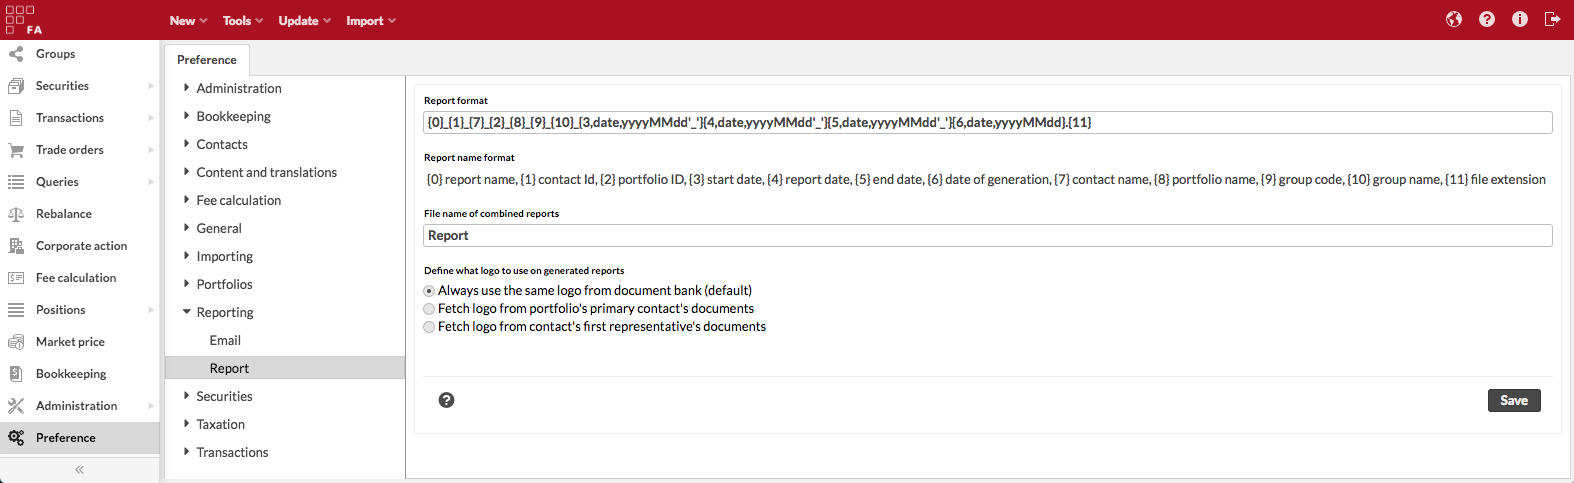 FA
New Tools Update Import
Groups
Securities
Transactions
Trade orders
Queries
Rebalance
Corporate action
Fee calculation
Positions
Market price
Bookkeeping
Administration
Preference
«
Preference
Administration
Bookkeeping
Contacts
Content and translations
Fee calculation
General
Importing
Portfolios
Reporting
Email
Report
Securities
Taxation
Transactions
Report format
{0}_{1}_{7}_{2}_{8}_{9}_{10}_{3,date,yyyyMMdd'_'}{4,date,yyyyMMdd'_'}{5,date,yyyyMMdd'_'}{6,date,yyyyMMdd}.{11}
Report name format
{0} report name, {1} contact Id, {2} portfolio ID, {3} start date, {4} report date, {5} end date, {6} date of generation, {7} contact name, {8} portfolio name, {9} group code, {10} group name, {11} file extension
File name of combined reports
Report
Define what logo to use on generated reports
Always use the same logo from document bank (default)
Fetch logo from portfolio's primary contact's documents
Fetch logo from contact's first representative's documents
Save